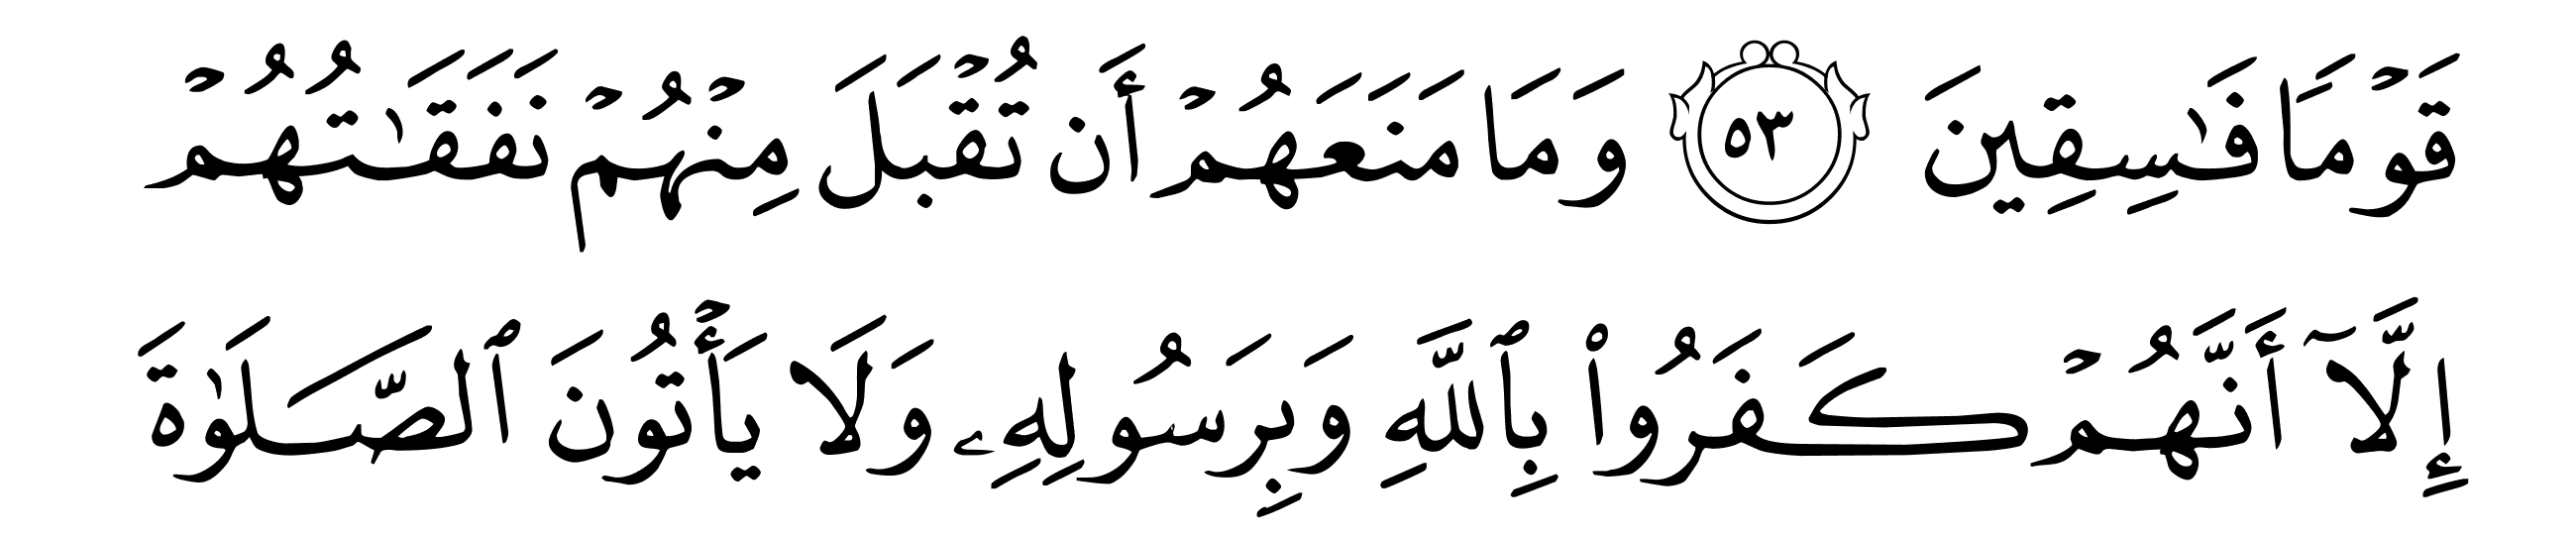 قَوۡمٗا فَٰسِقِينَ ٥٣ وَمَا مَنَعَهُمۡ أَن تُقۡبَلَ مِنۡهُمۡ نَفَقَٰتُهُمۡ
إِلَّآ أَنَّهُمۡ كَفَرُواْ بِٱللَّهِ وَبِرَسُولِهِۦ وَلَا يَأۡتُونَ ٱلصَّلَوٰةَ